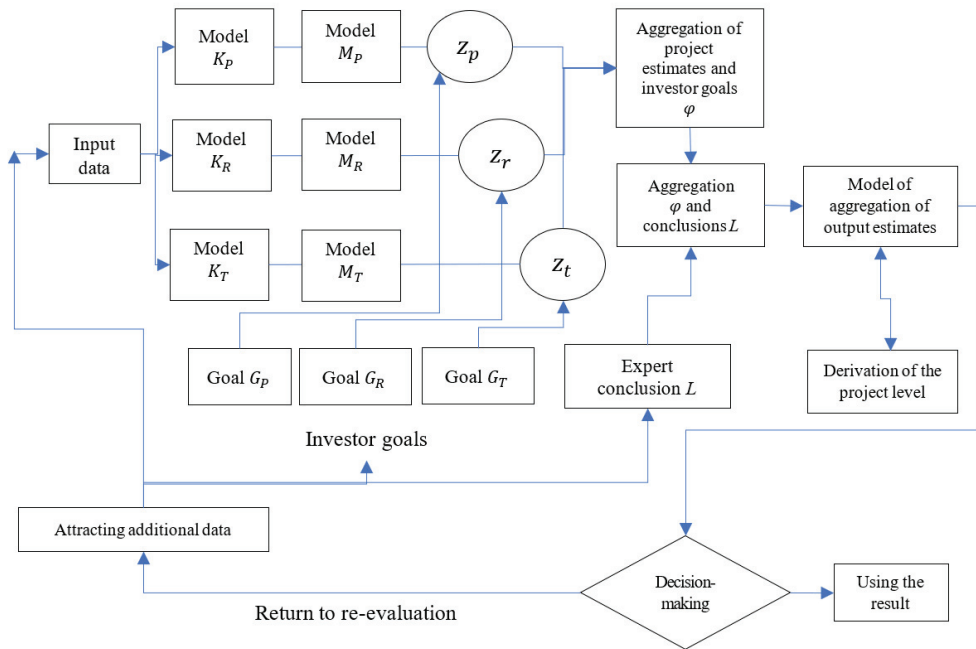 Input
data
Model
K_P
Model
M_P
Z_p
Model
K_R
Model
M_R
Z_r
Model
K_T
Model
M_T
Z_t
Goal G_P
Goal G_R
Goal G_T
Investor goals
Aggregation of
project
estimates and
investor goals
φ
Aggregation
φ and
conclusions L
Model of
aggregation of
output estimates
Expert
conclusion L
Derivation of the
project level
Attracting additional data
Return to re-evaluation
Decision-
making
Using the
result